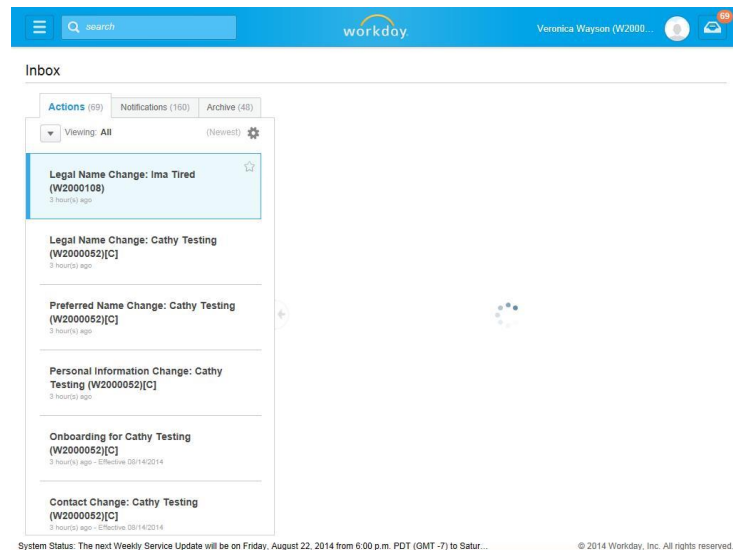 search
workday.
Veronica Wayson (W2000...
69
Inbox
Actions (69)
Notifications (160)
Archive (48)
Viewing: All
(Newest)
Legal Name Change: Ima Tired
(W2000108)
3 hour(s) ago
Legal Name Change: Cathy Testing
(W2000052)[C]
3 hour(s) ago
Preferred Name Change: Cathy Testing
(W2000052)[C]
3 hour(s) ago
Personal Information Change: Cathy
Testing (W2000052)[C]
3 hour(s) ago
Onboarding for Cathy Testing
(W2000052)[C]
3 hour(s) ago - Effective 08/14/2014
Contact Change: Cathy Testing
(W2000052)[C]
3 hour(s) ago - Effective 08/14/2014
System Status: The next Weekly Service Update will be on Friday, August 22, 2014 from 6:00 p.m. PDT (GMT -7) to Satur...
© 2014 Workday, Inc. All rights reserved.